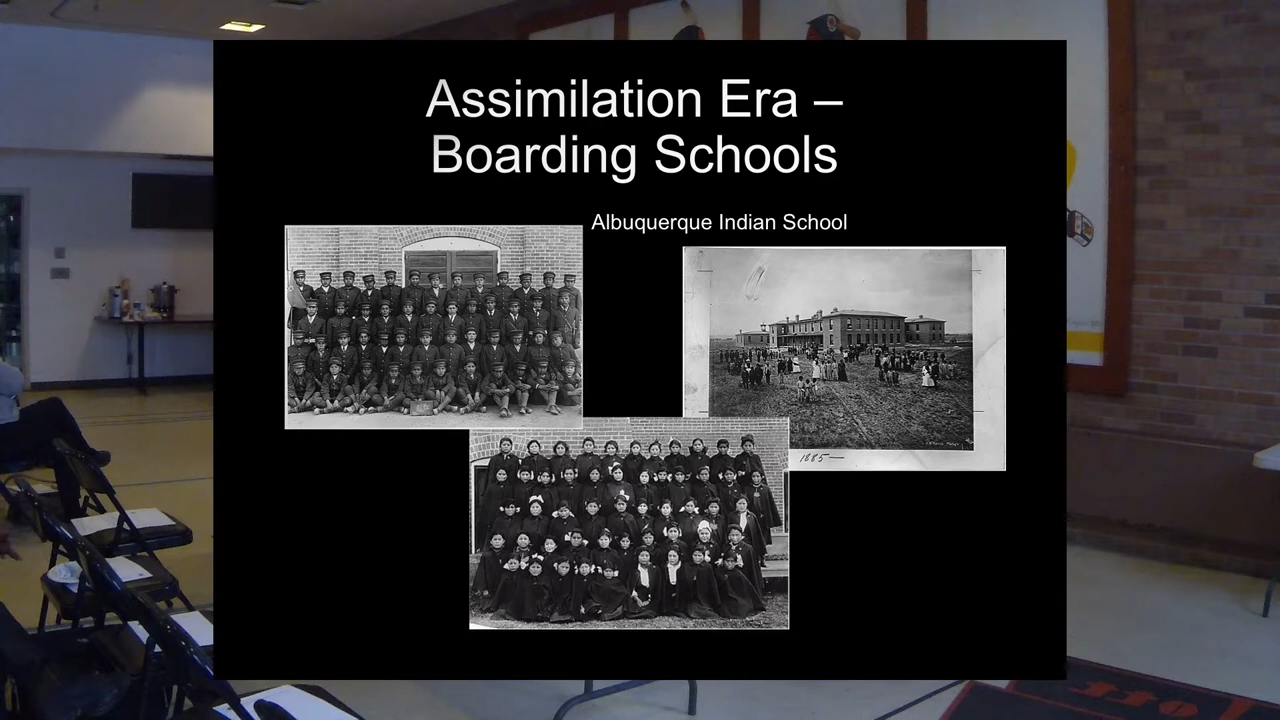 Assimilation Era –
Boarding Schools
Albuquerque Indian School
1885—